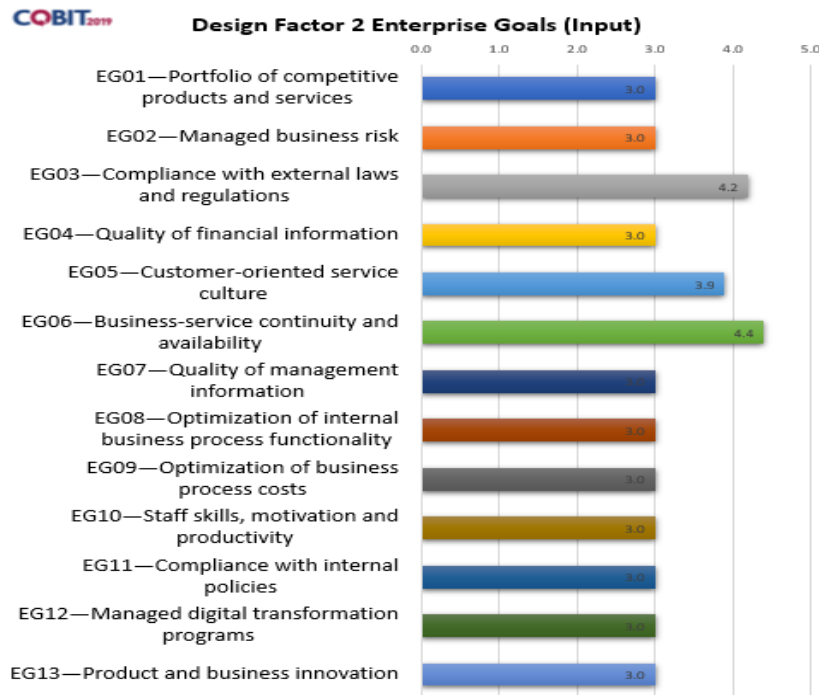 COBIT2019
Design Factor 2 Enterprise Goals (Input)
0.0 1.0 2.0 3.0 4.0 5.0
EG01—Portfolio of competitive
products and services
3.0
EG02—Managed business risk
3.0
EG03—Compliance with external laws
and regulations
4.2
EG04—Quality of financial information
3.0
EG05—Customer-oriented service
culture
3.9
EG06—Business-service continuity and
availability
4.4
EG07—Quality of management
information
EG08—Optimization of internal
business process functionality
3.0
EG09—Optimization of business
process costs
3.0
EG10—Staff skills, motivation and
productivity
3.0
EG11—Compliance with internal
policies
3.0
EG12—Managed digital transformation
programs
3.0
EG13—Product and business innovation
3.0